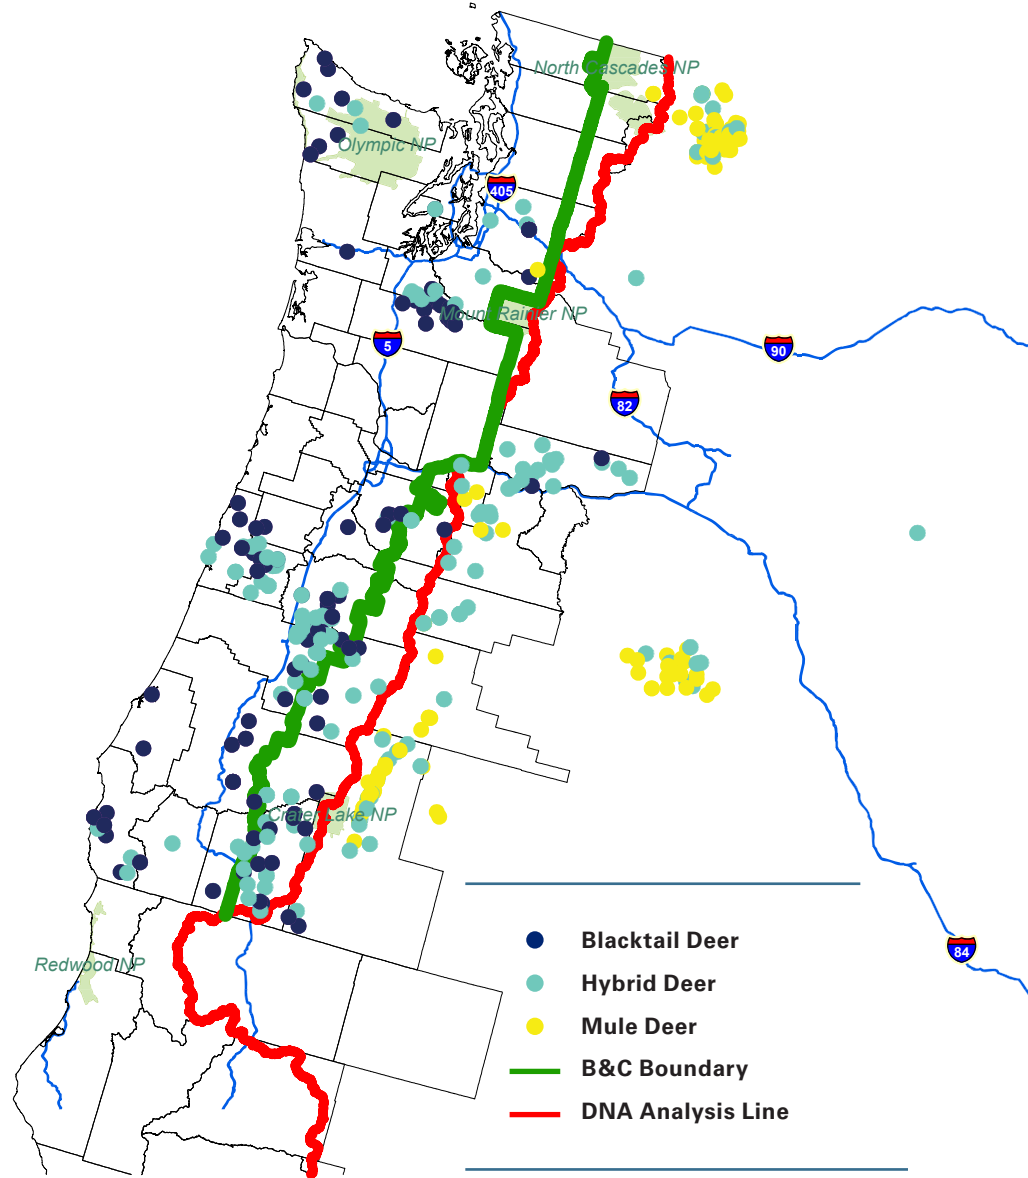 North Cascades NP
Olympic NP
405
Mount Rainier NP
5
90
82
Crater Lake NP
Redwood NP
84
Blacktail Deer
Hybrid Deer
Mule Deer
B&C Boundary
DNA Analysis Line